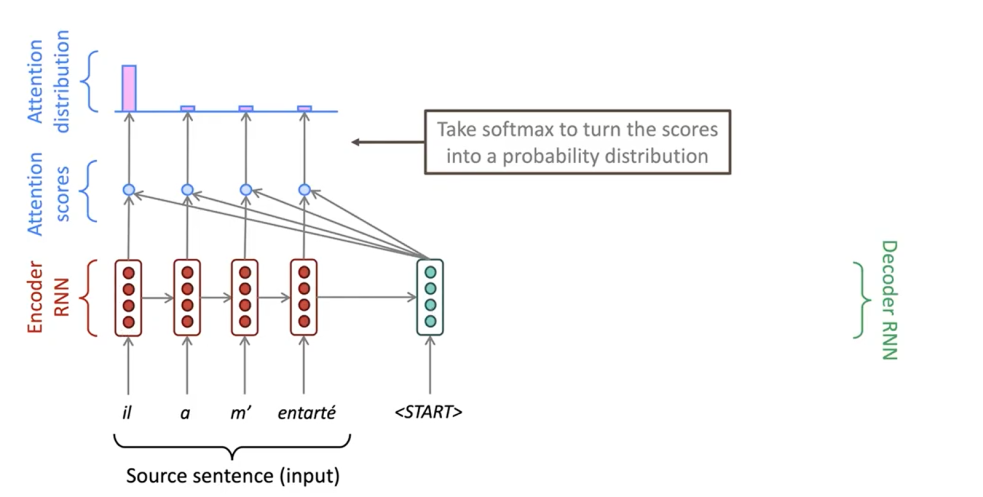 Attention
distribution
Take softmax to turn the scores
into a probability distribution
Attention
scores
Encoder
RNN
Decoder RNN
il a m’ entarté <START>
Source sentence (input)